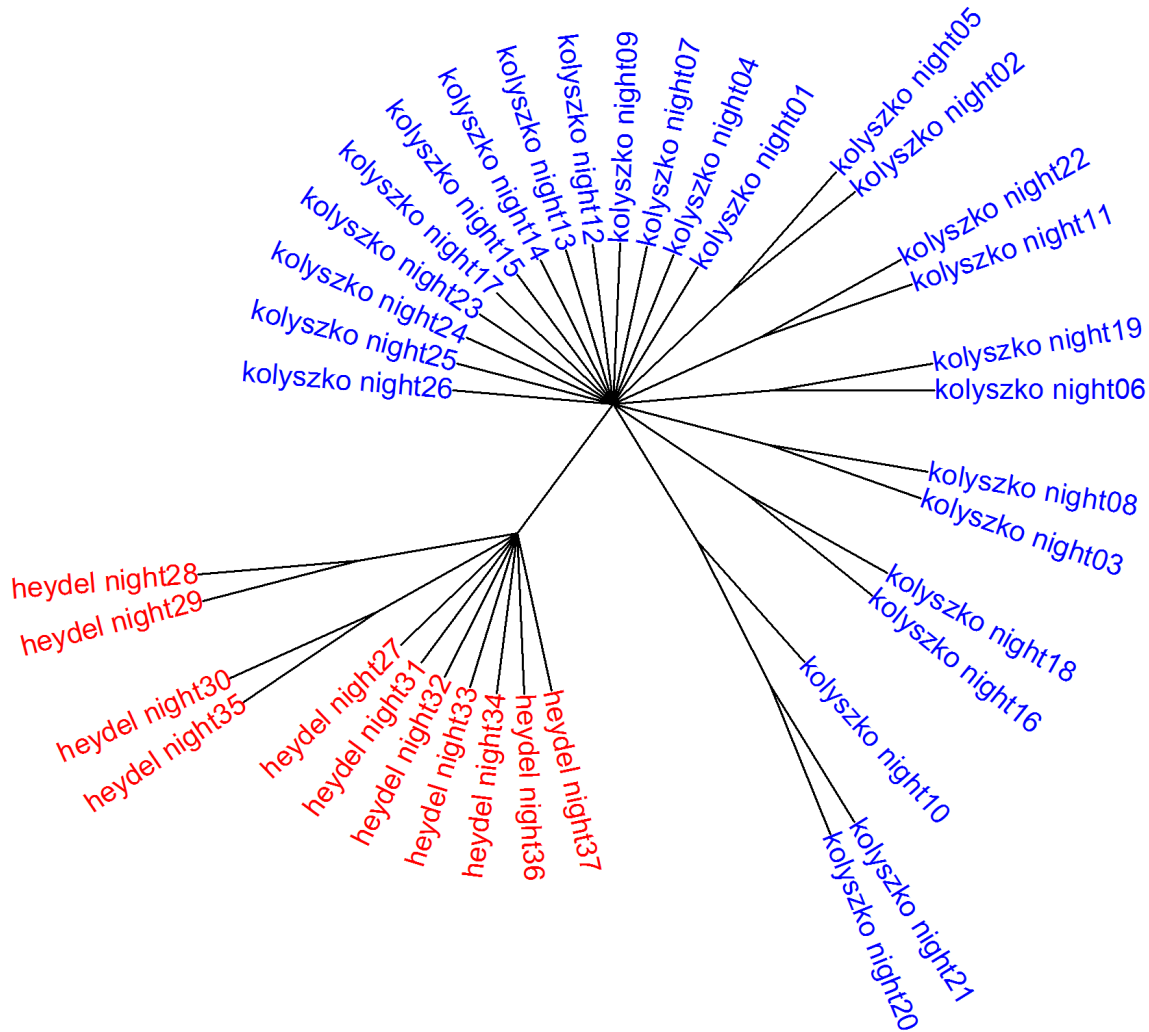 kolyszko night05
kolyszko night02
kolyszko night22
kolyszko night11
kolyszko night19
kolyszko night06
kolyszko night08
kolyszko night03
kolyszko night18
kolyszko night16
kolyszko night10
kolyszko night21
kolyszko night20
heydel night37
heydel night36
heydel night34
heydel night33
heydel night32
heydel night31
heydel night27
heydel night35
heydel night30
heydel night29
heydel night28
kolyszko night26
kolyszko night25
kolyszko night24
kolyszko night23
kolyszko night17
kolyszko night15
kolyszko night14
kolyszko night13
kolyszko night12
kolyszko night09
kolyszko night07
kolyszko night04
kolyszko night01